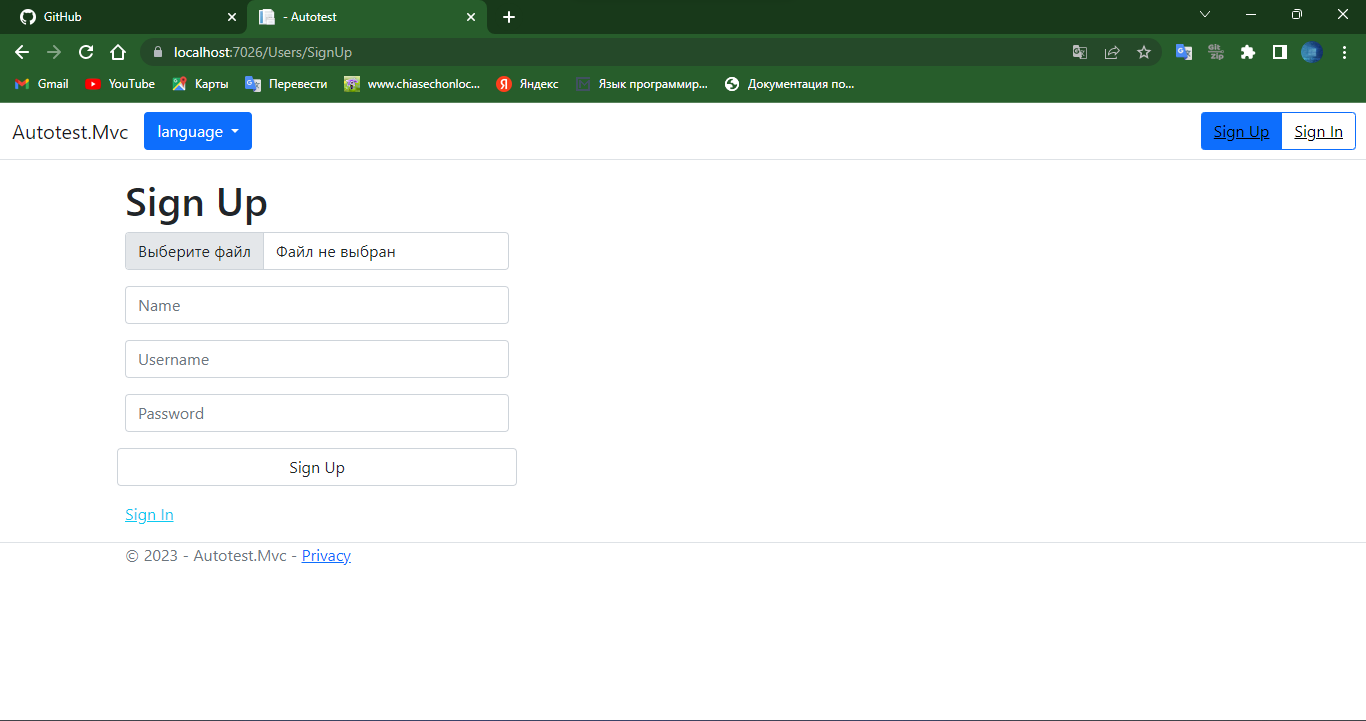 GitHub
- Autotest
localhost:7026/Users/SignUp
Gmail YouTube Карты Перевести www.chiasechonloc... Яндекс Язык программир... Документация по...
Autotest.Mvc language Sign Up Sign In
Sign Up
Выберите файл Файл не выбран
Name
Username
Password
Sign Up
Sign In
© 2023 - Autotest.Mvc - Privacy